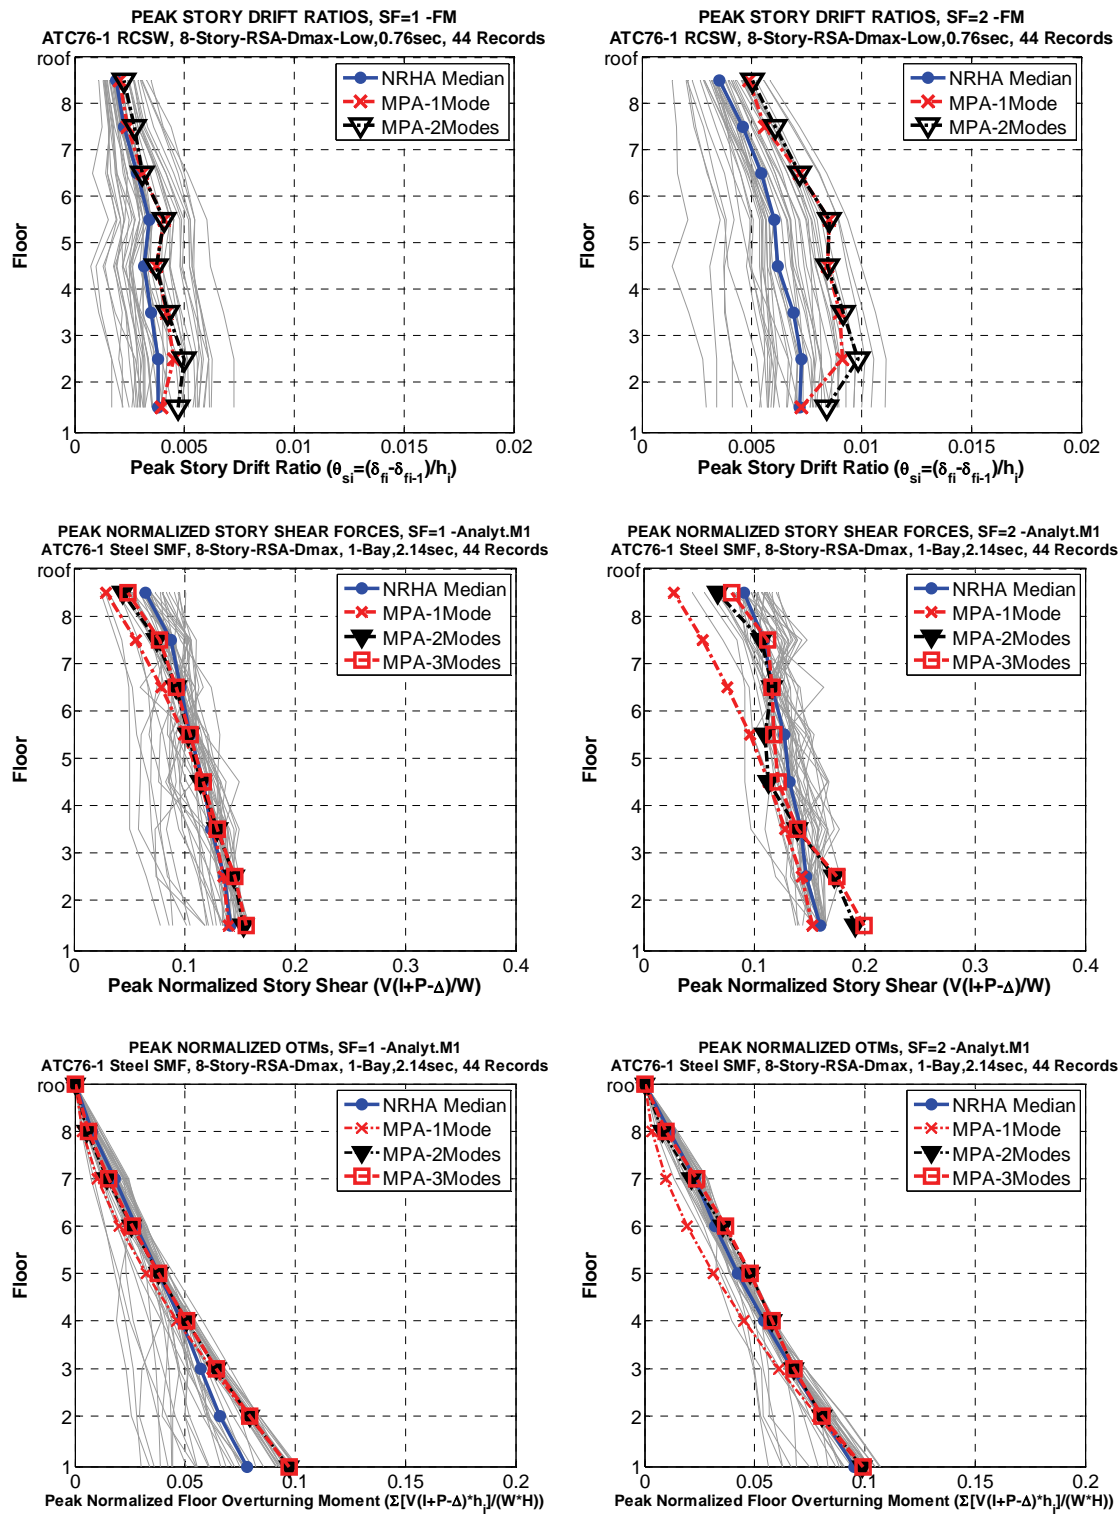 PEAK STORY DRIFT RATIOS, SF=1 -FM
ATC76-1 RCSW, 8-Story-RSA-Dmax-Low,0.76sec, 44 Records
roof
8
7
6
5
4
3
2
1
Floor
NRHA Median
MPA-1Mode
MPA-2Modes
0 0.005 0.01 0.015 0.02
Peak Story Drift Ratio (θsi=(δfi-δfi-1)/hi)
PEAK STORY DRIFT RATIOS, SF=2 -FM
ATC76-1 RCSW, 8-Story-RSA-Dmax-Low,0.76sec, 44 Records
roof
8
7
6
5
4
3
2
1
Floor
NRHA Median
MPA-1Mode
MPA-2Modes
0 0.005 0.01 0.015 0.02
Peak Story Drift Ratio (θsi=(δfi-δfi-1)/hi)
PEAK NORMALIZED STORY SHEAR FORCES, SF=1 -Analyt.M1
ATC76-1 Steel SMF, 8-Story-RSA-Dmax, 1-Bay,2.14sec, 44 Records
roof
8
7
6
5
4
3
2
1
Floor
NRHA Median
MPA-1Mode
MPA-2Modes
MPA-3Modes
0 0.1 0.2 0.3 0.4
Peak Normalized Story Shear (V(I+P-Δ)/W)
PEAK NORMALIZED STORY SHEAR FORCES, SF=2 -Analyt.M1
ATC76-1 Steel SMF, 8-Story-RSA-Dmax, 1-Bay,2.14sec, 44 Records
roof
8
7
6
5
4
3
2
1
Floor
NRHA Median
MPA-1Mode
MPA-2Modes
MPA-3Modes
0 0.1 0.2 0.3 0.4
Peak Normalized Story Shear (V(I+P-Δ)/W)
PEAK NORMALIZED OTMs, SF=1 -Analyt.M1
ATC76-1 Steel SMF, 8-Story-RSA-Dmax, 1-Bay,2.14sec, 44 Records
roof
8
7
6
5
4
3
2
1
Floor
NRHA Median
MPA-1Mode
MPA-2Modes
MPA-3Modes
0 0.05 0.1 0.15 0.2
Peak Normalized Floor Overturning Moment (Σ[V(I+P-Δ)*hi]/(W*H))
PEAK NORMALIZED OTMs, SF=2 -Analyt.M1
ATC76-1 Steel SMF, 8-Story-RSA-Dmax, 1-Bay,2.14sec, 44 Records
roof
8
7
6
5
4
3
2
1
Floor
NRHA Median
MPA-1Mode
MPA-2Modes
MPA-3Modes
0 0.05 0.1 0.15 0.2
Peak Normalized Floor Overturning Moment (Σ[V(I+P-Δ)*hi]/(W*H))